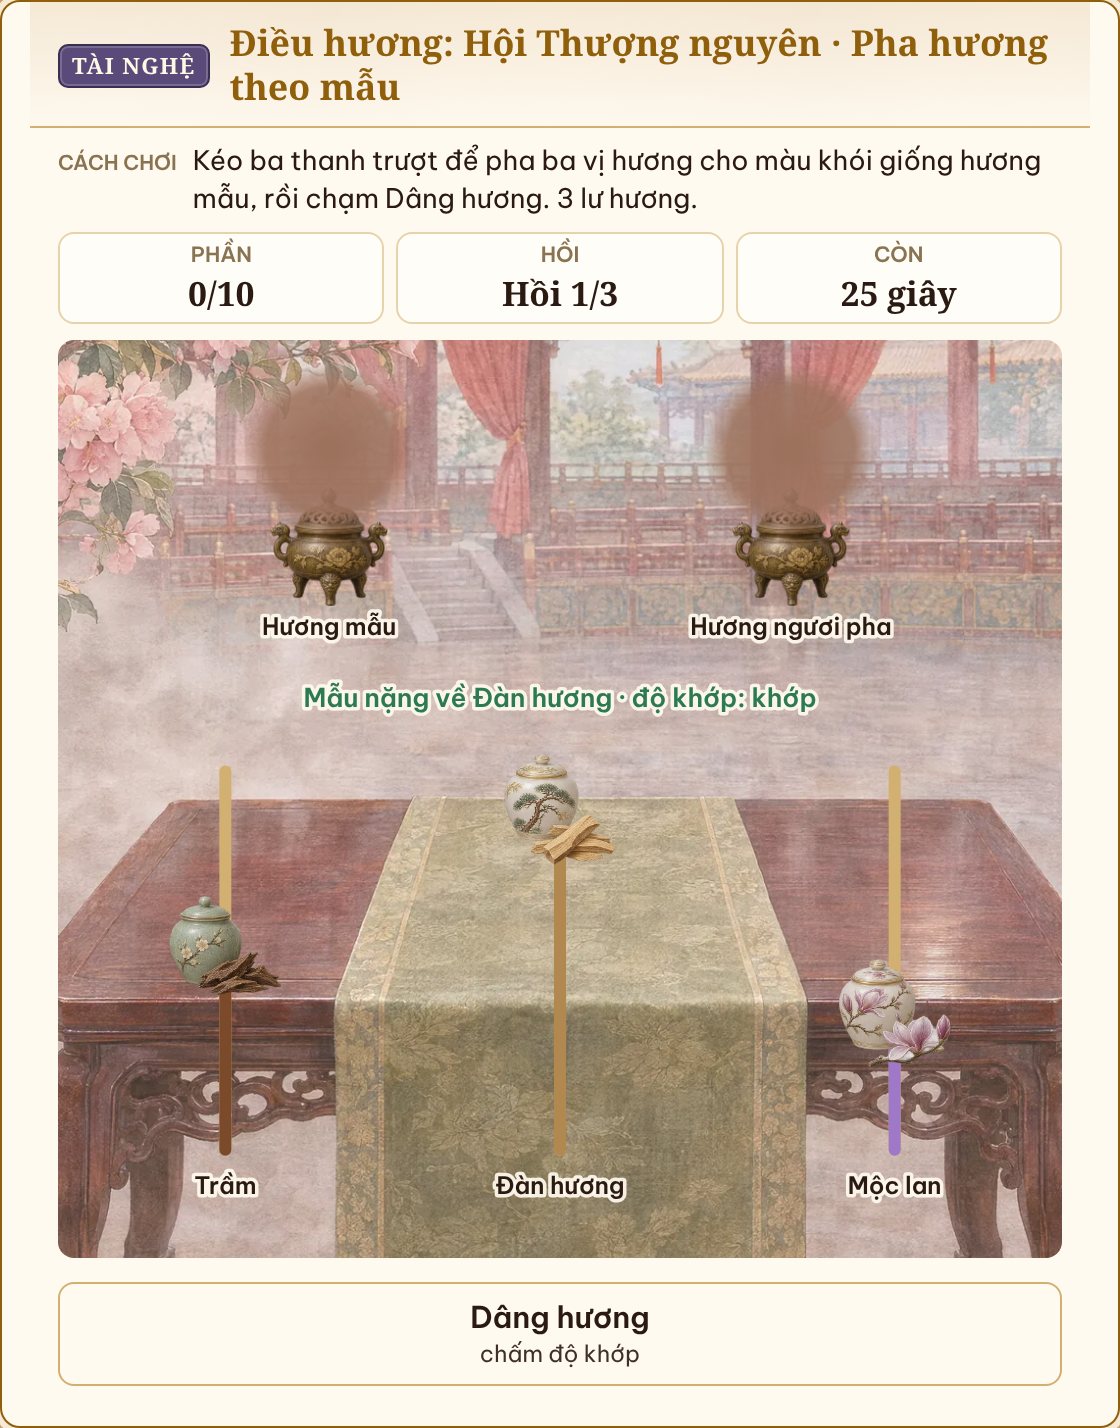 TÀI NGHỆ
Điều hương: Hội Thượng nguyên · Pha hương
theo mẫu
CÁCH CHƠI Kéo ba thanh trượt để pha ba vị hương cho màu khói giống hương
mẫu, rồi chạm Dâng hương. 3 lư hương.
PHẦN
0/10
HỒI
Hồi 1/3
CÒN
25 giây
Hương mẫu
Hương ngươi pha
Mẫu nặng về Đàn hương · độ khớp: khớp
Trầm
Đàn hương
Mộc lan
Dâng hương
chấm độ khớp